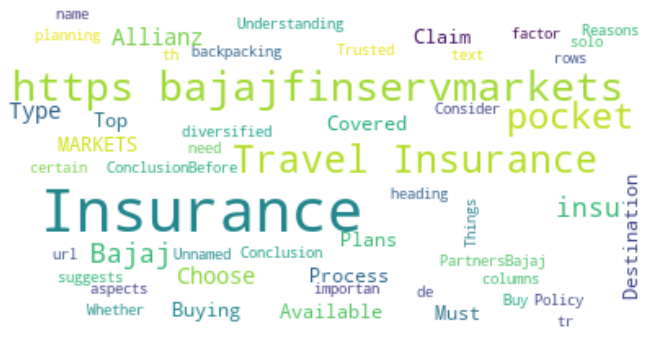 name
Understanding
planning Allianz Claim factor Reasons
th backpacking Trusted text solo
rows
https bajajfinservmarkets
Type Top Consider pocket
diversified Covered
MARKETS need
certain ConclusionBefore Travel Insurance
Insurance heading insu
Things Destination
Plans
url Bajaj Unnamed Conclusion
PartnersBajaj
suggests Choose Process columns
aspects importan de
Whether Buying Available Must Buy Policy
tr